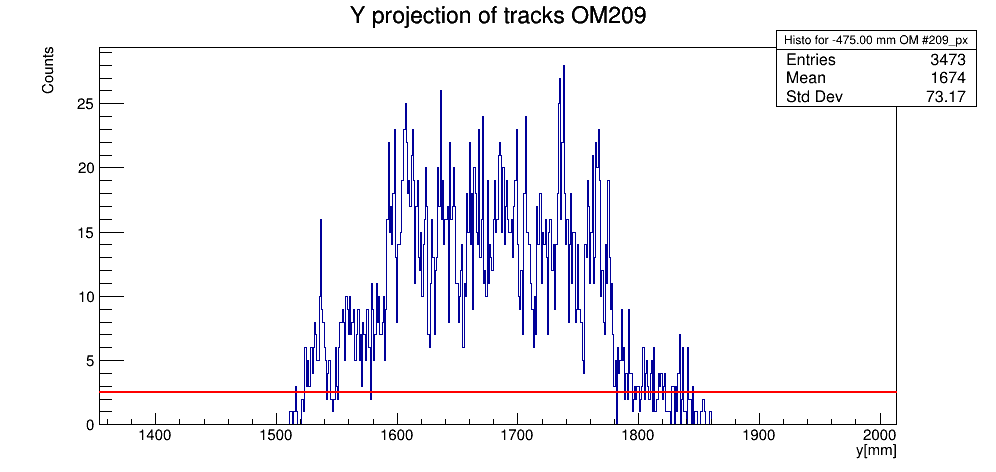 Y projection of tracks OM209
Histo for -475.00 mm OM #209_px
Entries 3473
Mean 1674
Std Dev 73.17
Counts
25
20
15
10
5
0
1400 1500 1600 1700 1800 1900 2000
y[mm]